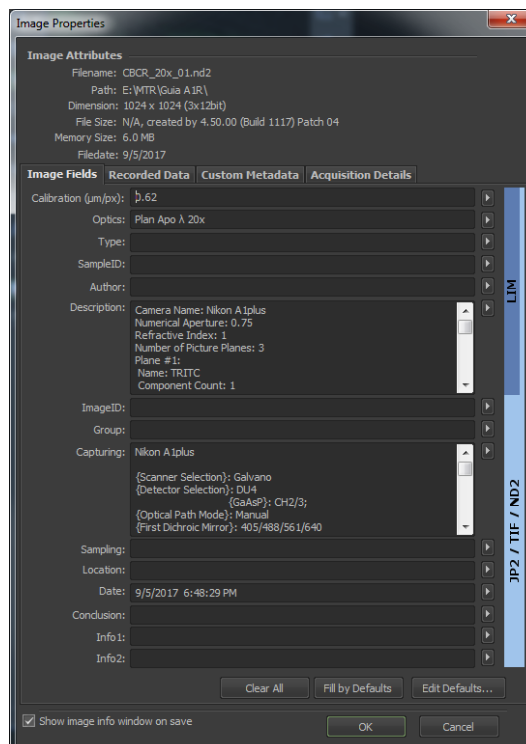 Image Properties
Image Attributes
Filename: CBCR_20x_01.nd2
Path: E:\MTR\Guia A1R\
Dimension: 1024 x 1024 (3x12bit)
File Size: N/A, created by 4.50.00 (Build 1117) Patch 04
Memory Size: 6.0 MB
Filedate: 9/5/2017
Image Fields Recorded Data Custom Metadata Acquisition Details
Calibration (µm/px): 0.62
Optics: Plan Apo λ 20x
Type:
SampleID:
Author:
Description: Camera Name: Nikon A1plus
Numerical Aperture: 0.75
Refractive Index: 1
Number of Picture Planes: 3
Plane #1:
Name: TRITC
Component Count: 1
ImageID:
Group:
Capturing: Nikon A1plus
{Scanner Selection}: Galvano
{Detector Selection}: DU4
{GaAsP}: CH2/3;
{Optical Path Mode}: Manual
{First Dichroic Mirror}: 405/488/561/640
Sampling:
Location:
Date: 9/5/2017 6:48:29 PM
Conclusion:
Info1:
Info2:
LIM
JP2 / TIF / ND2
Clear All Fill by Defaults Edit Defaults...
Show image info window on save
OK Cancel